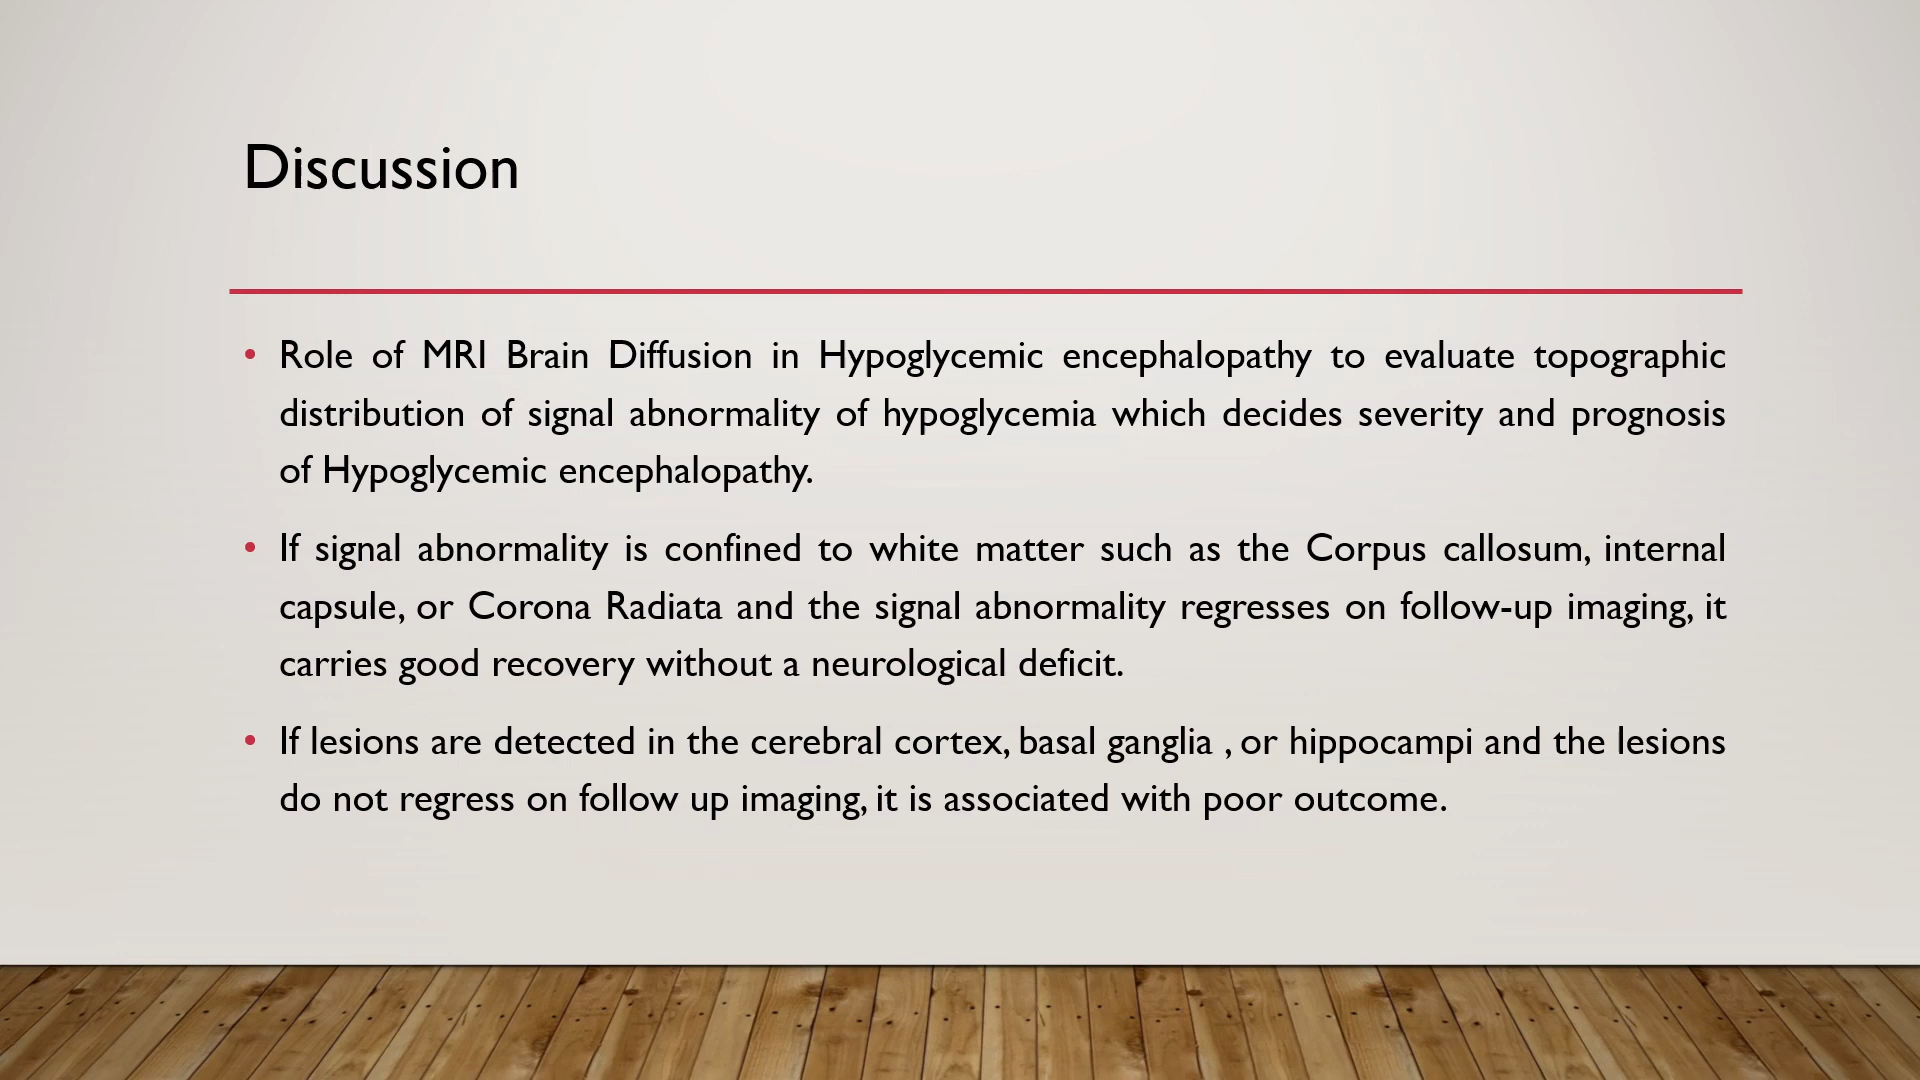 Discussion
• Role of MRI Brain Diffusion in Hypoglycemic encephalopathy to evaluate topographic
distribution of signal abnormality of hypoglycemia which decides severity and prognosis
of Hypoglycemic encephalopathy.
• If signal abnormality is confined to white matter such as the Corpus callosum, internal
capsule, or Corona Radiata and the signal abnormality regresses on follow-up imaging, it
carries good recovery without a neurological deficit.
• If lesions are detected in the cerebral cortex, basal ganglia , or hippocampi and the lesions
do not regress on follow up imaging, it is associated with poor outcome.